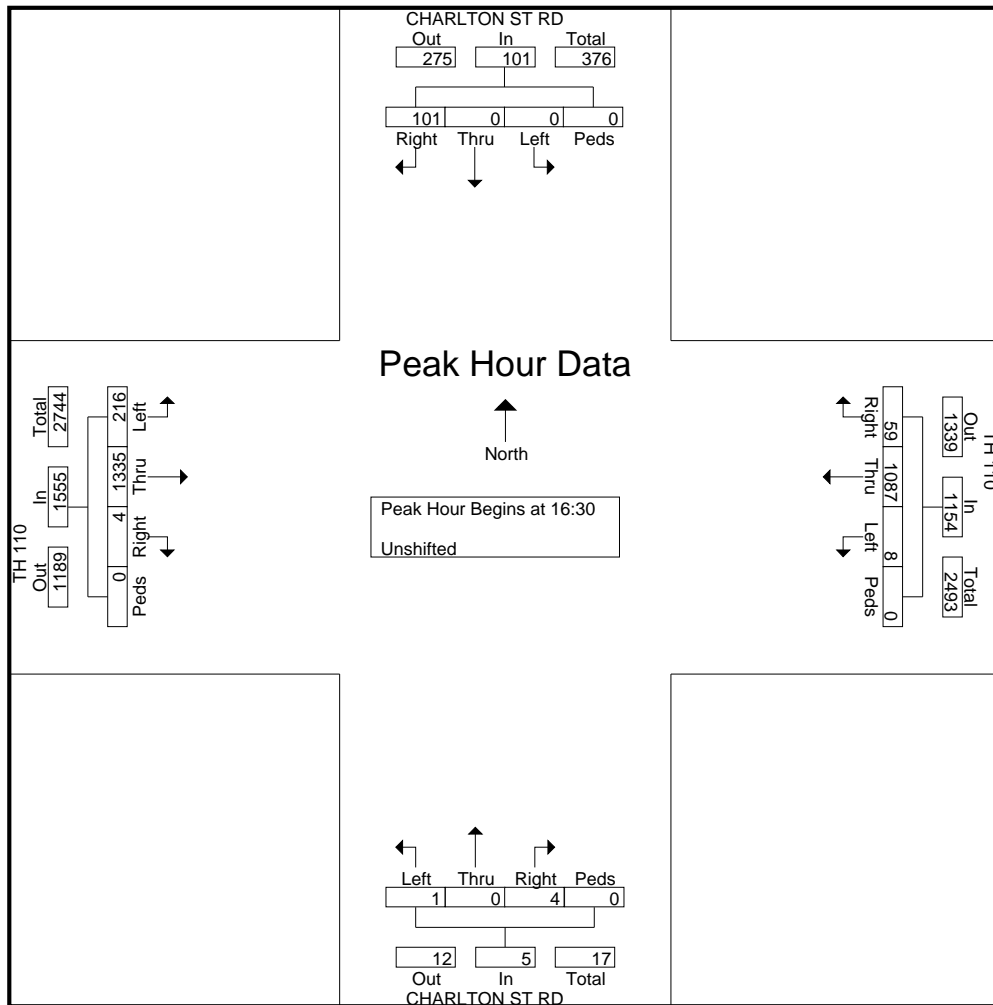 CHARLTON ST RD
Out In Total
275 101 376
101 0 0 0
Right Thru Left Peds
Peak Hour Data
North
Peak Hour Begins at 16:30
Unshifted
TH 110
Out In Total
1189 1555 2744
0 4 1335 216
Peds Right Thru Left
TH 110
Out In Total
1339 1154 2493
59 1087 8 0
Right Thru Left Peds
Left Thru Right Peds
1 0 4 0
12 5 17
Out In Total
CHARLTON ST RD